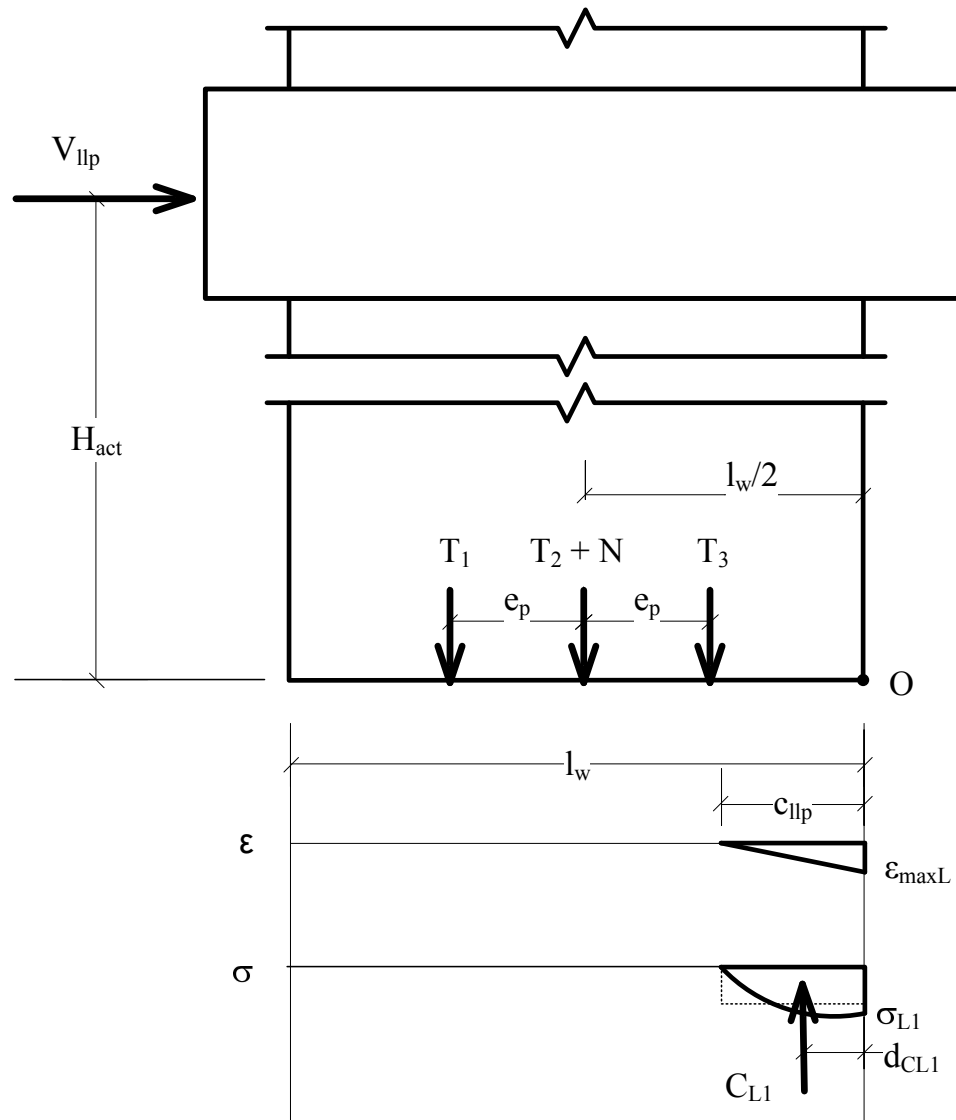 V_llp
H_act
l_w/2
T_1
T_2 + N
T_3
e_p
e_p
O
l_w
c_llp
ε
ε_maxL
σ
σ_L1
d_CL1
C_L1